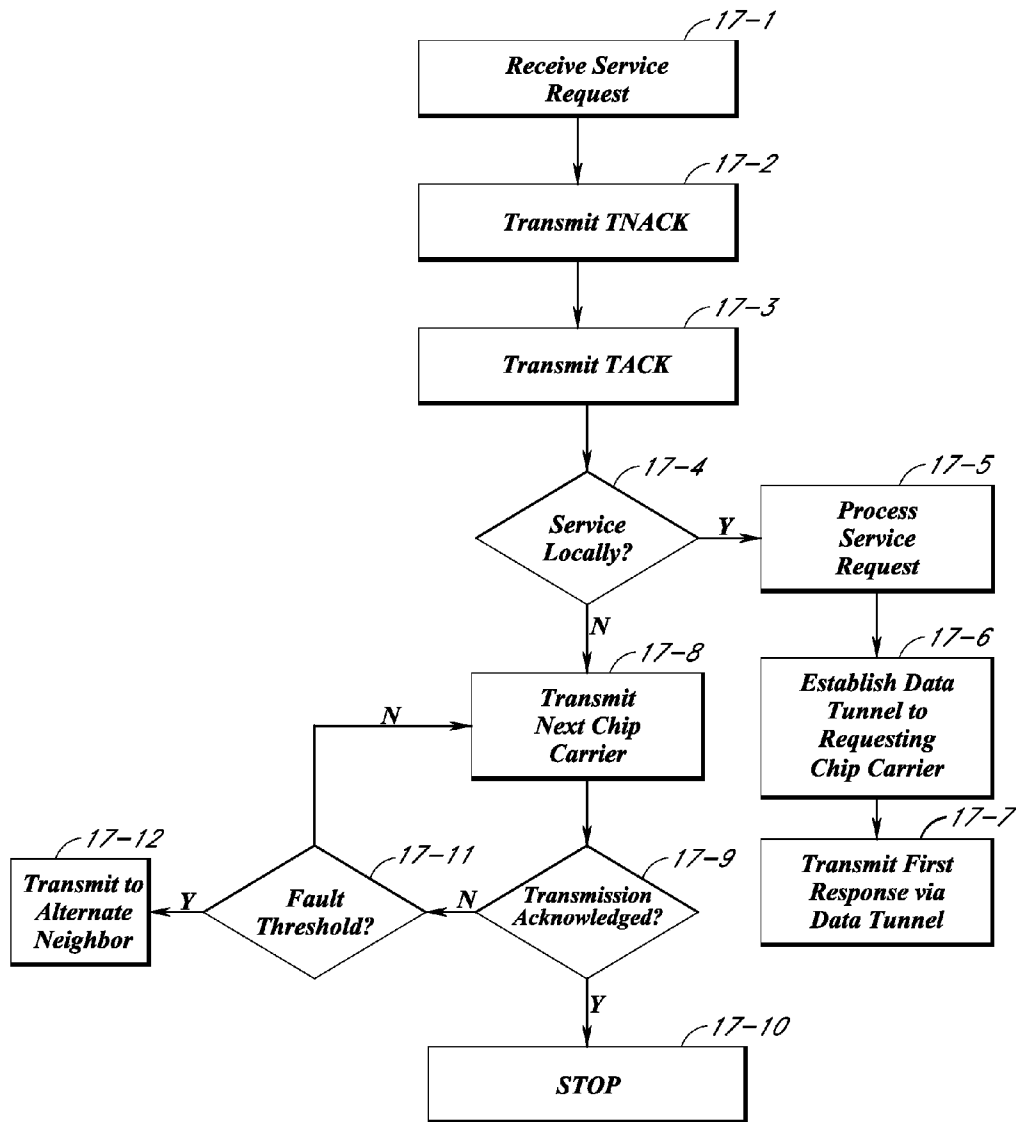 17-1
Receive Service
Request
17-2
Transmit TNACK
17-3
Transmit TACK
17-4
Service
Locally?
Y
17-5
Process
Service
Request
N
17-6
Establish Data
Tunnel to
Requesting
Chip Carrier
17-7
Transmit First
Response via
Data Tunnel
17-8
Transmit
Next Chip
Carrier
N
17-9
Transmission
Acknowledged?
N
17-11
Fault
Threshold?
Y
17-12
Transmit to
Alternate
Neighbor
Y
17-10
STOP